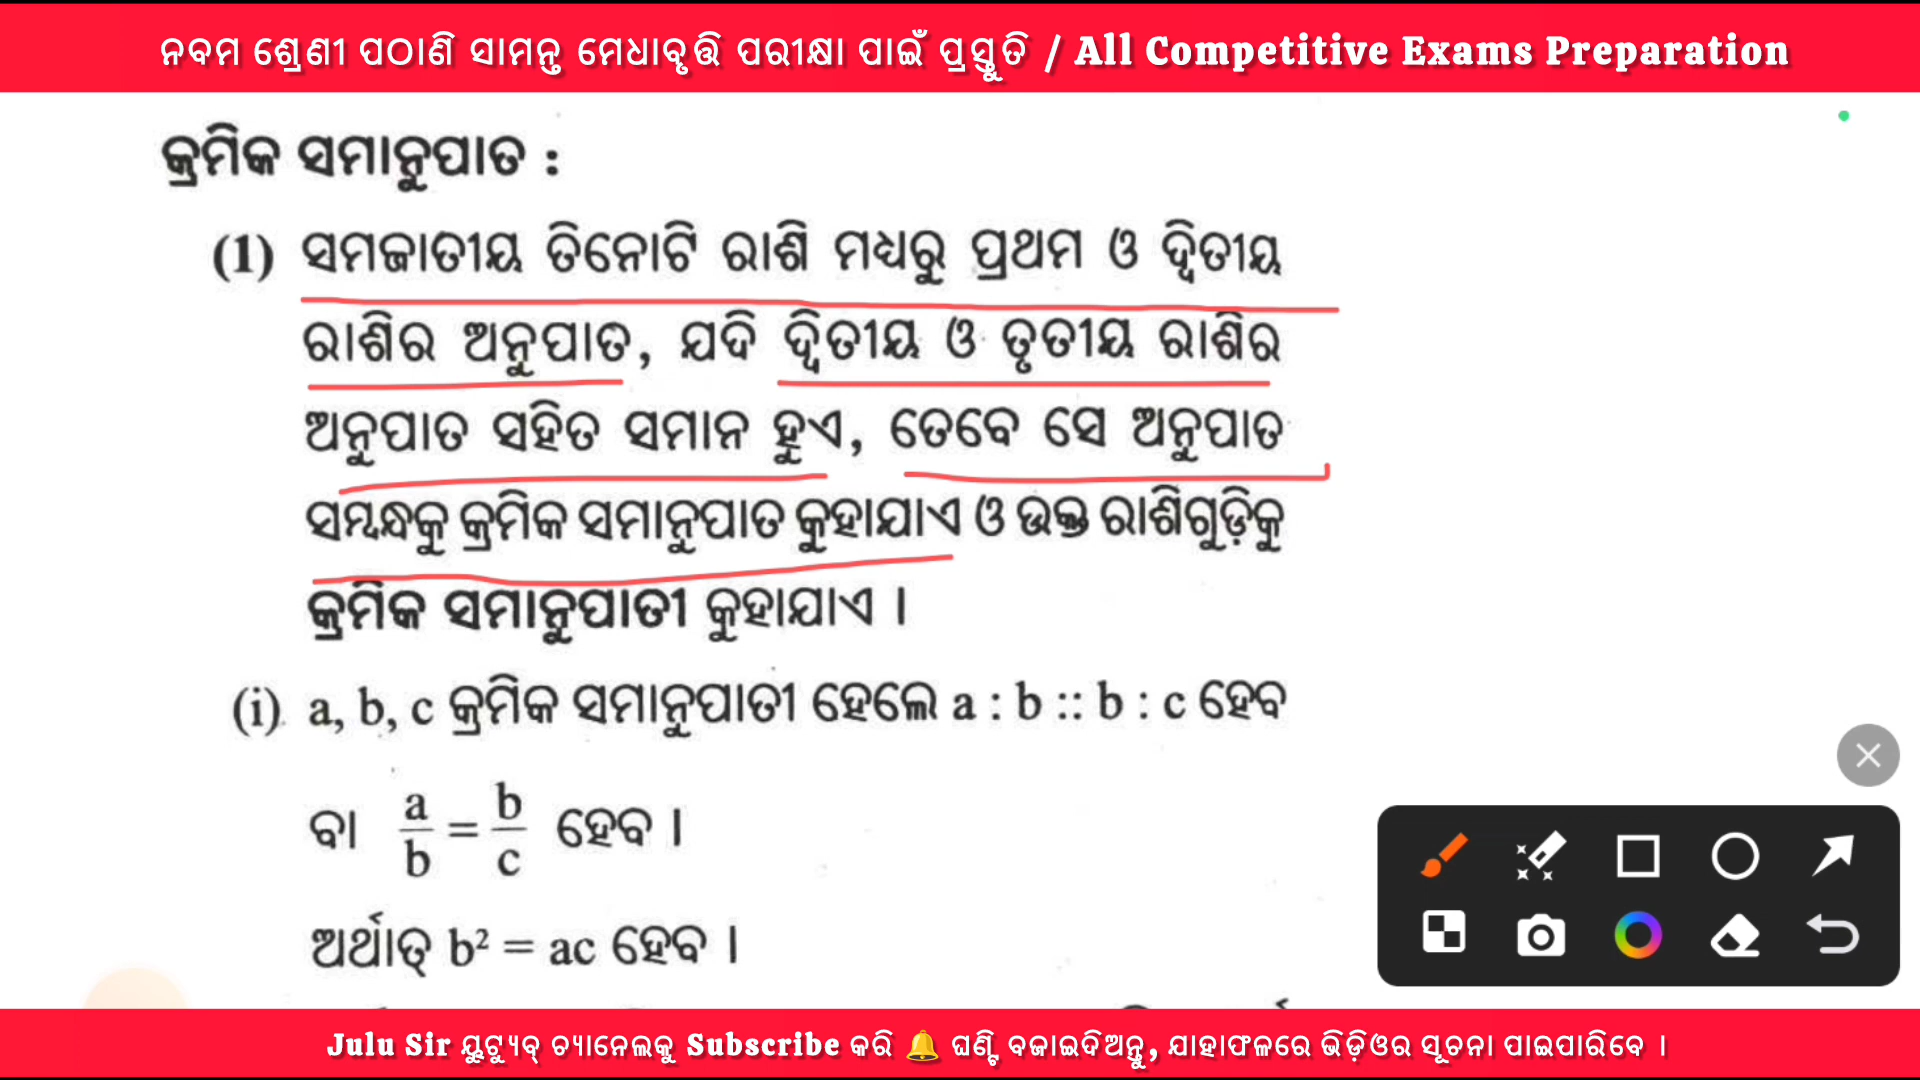 ନବମ ଶ୍ରେଣୀ ପଠାଣି ସାମନ୍ତ ମେଧାବୃତ୍ତି ପରୀକ୍ଷା ପାଇଁ ପ୍ରସ୍ତୁତି / All Competitive Exams Preparation
କ୍ରମିକ ସମାନୁପାତ :
(1) ସମଜାତୀୟ ତିନୋଟି ରାଶି ମଧ୍ୟରୁ ପ୍ରଥମ ଓ ଦ୍ୱିତୀୟ
ରାଶିର ଅନୁପାତ, ଯଦି ଦ୍ୱିତୀୟ ଓ ତୃତୀୟ ରାଶିର
ଅନୁପାତ ସହିତ ସମାନ ହୁଏ, ତେବେ ସେ ଅନୁପାତ
ସମ୍ବନ୍ଧକୁ କ୍ରମିକ ସମାନୁପାତ କୁହାଯାଏ ଓ ଉକ୍ତ ରାଶିଗୁଡ଼ିକୁ
କ୍ରମିକ ସମାନୁପାତୀ କୁହାଯାଏ ।
(i) a, b, c କ୍ରମିକ ସମାନୁପାତୀ ହେଲେ a : b :: b : c ହେବ
ବା a/b = b/c ହେବ ।
ଅର୍ଥାତ୍ b² = ac ହେବ ।
Julu Sir ୟୁଟ୍ୟୁବ୍ ଚ୍ୟାନେଲକୁ Subscribe କରି 🔔 ଘଣ୍ଟି ବଜାଇଦିଅନ୍ତୁ, ଯାହାଫଳରେ ଭିଡ଼ିଓର ସୂଚନା ପାଇପାରିବେ ।